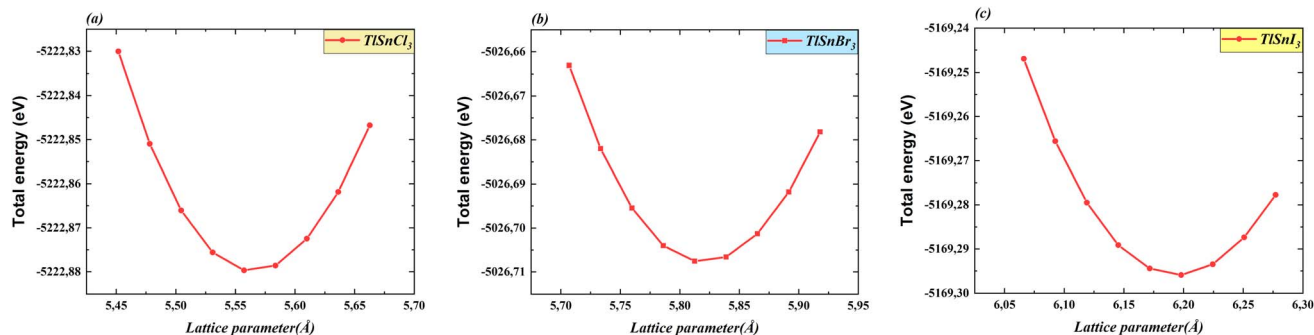 (a)
TlSnCl3
-5222,83
-5222,84
-5222,85
-5222,86
-5222,87
-5222,88
Total energy (eV)
5,45 5,50 5,55 5,60 5,65 5,70
Lattice parameter(Å)
(b)
TlSnBr3
-5026,66
-5026,67
-5026,68
-5026,69
-5026,70
-5026,71
Total energy (eV)
5,70 5,75 5,80 5,85 5,90 5,95
Lattice parameter(Å)
(c)
TlSnI3
-5169,24
-5169,25
-5169,26
-5169,27
-5169,28
-5169,29
-5169,30
Total energy (eV)
6,05 6,10 6,15 6,20 6,25 6,30
Lattice parameter(Å)